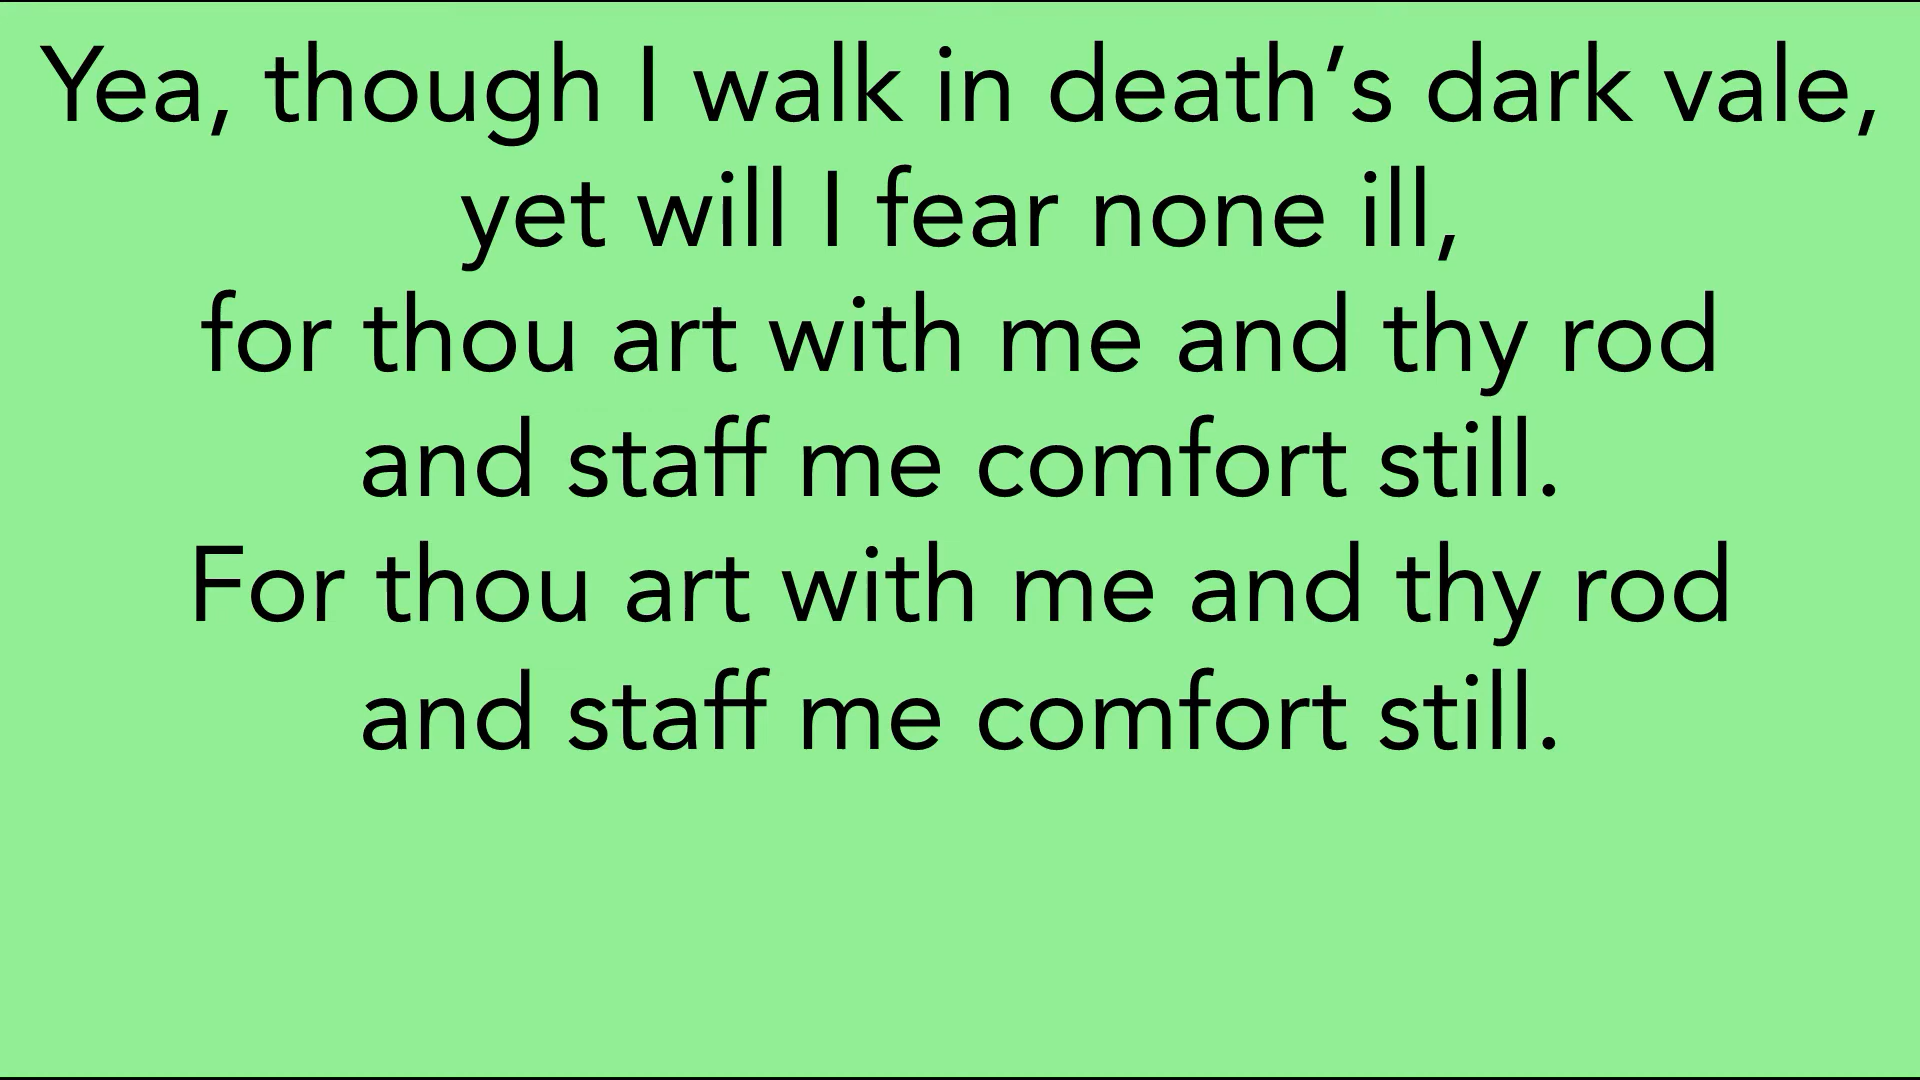 Yea, though I walk in death’s dark vale,
yet will I fear none ill,
for thou art with me and thy rod
and staff me comfort still.
For thou art with me and thy rod
and staff me comfort still.